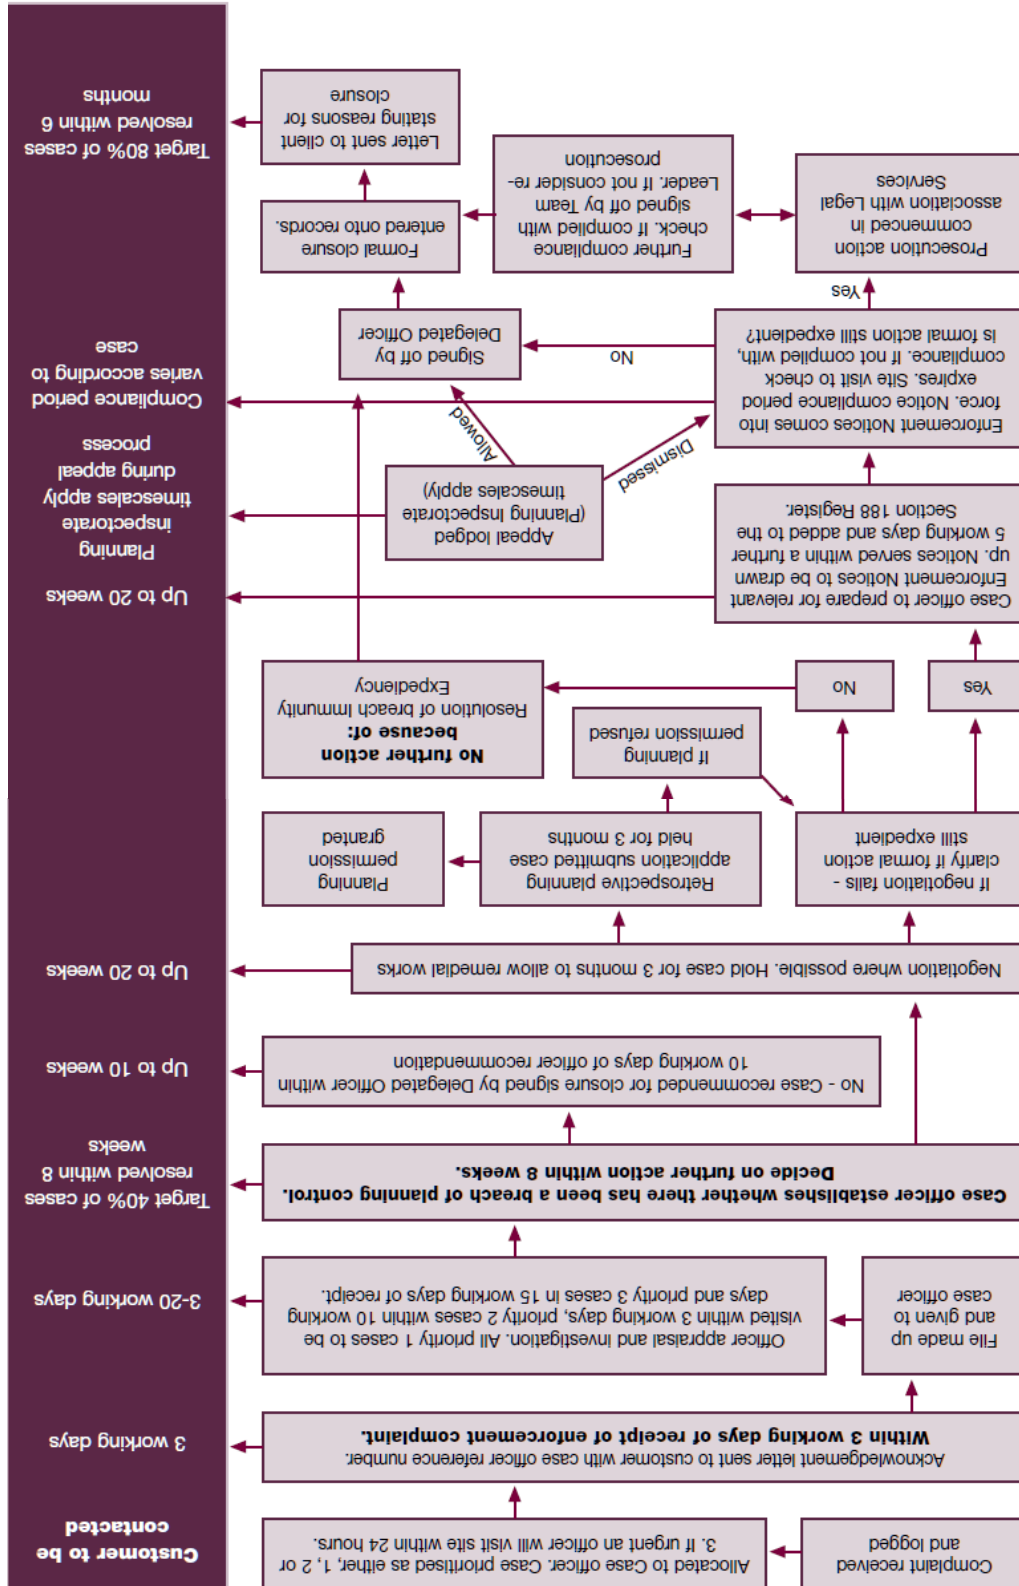 Complaint received
and logged
Allocated to Case officer. Case prioritised as either, 1, 2 or
3. If urgent an officer will visit site within 24 hours.
Customer to be
contacted
Acknowledgement letter sent to customer with case officer reference number.
Within 3 working days of receipt of enforcement complaint.
3 working days
File made up
and given to
case officer
Officer appraisal and investigation. All priority 1 cases to be
visited within 3 working days, priority 2 cases within 10 working
days and priority 3 cases in 15 working days of receipt.
3-20 working days
Case officer establishes whether there has been a breach of planning control.
Decide on further action within 8 weeks.
Target 40% of cases
resolved within 8
weeks
No - Case recommended for closure signed by Delegated Officer within
10 working days of officer recommendation
Up to 10 weeks
Negotiation where possible. Hold case for 3 months to allow remedial works
Up to 20 weeks
If negotiation fails -
clarify if formal action
still expedient
Retrospective planning
application submitted case
held for 3 months
Planning
permission
granted
If planning
permission refused
Yes
No
No further action
because of:
Resolution of breach Immunity
Expediency
Case officer to prepare for relevant
Enforcement Notices to be drawn
up. Notices served within a further
5 working days and added to the
Section 188 Register.
Up to 20 weeks
Appeal lodged
(Planning Inspectorate
timescales apply)
Planning
inspectorate
timescales apply
during appeal
process
Dismissed
Allowed
Enforcement Notices comes into
force. Notice compliance period
expires. Site visit to check
compliance. If not complied with,
is formal action still expedient?
Compliance period
varies according to
case
No
Signed off by
Delegated Officer
Yes
Prosecution action
commenced in
association with Legal
Services
Further compliance
check. If complied with
signed off by Team
Leader. If not consider re-
prosecution
Formal closure
entered onto records.
Letter sent to client
stating reasons for
closure
Target 80% of cases
resolved within 6
months